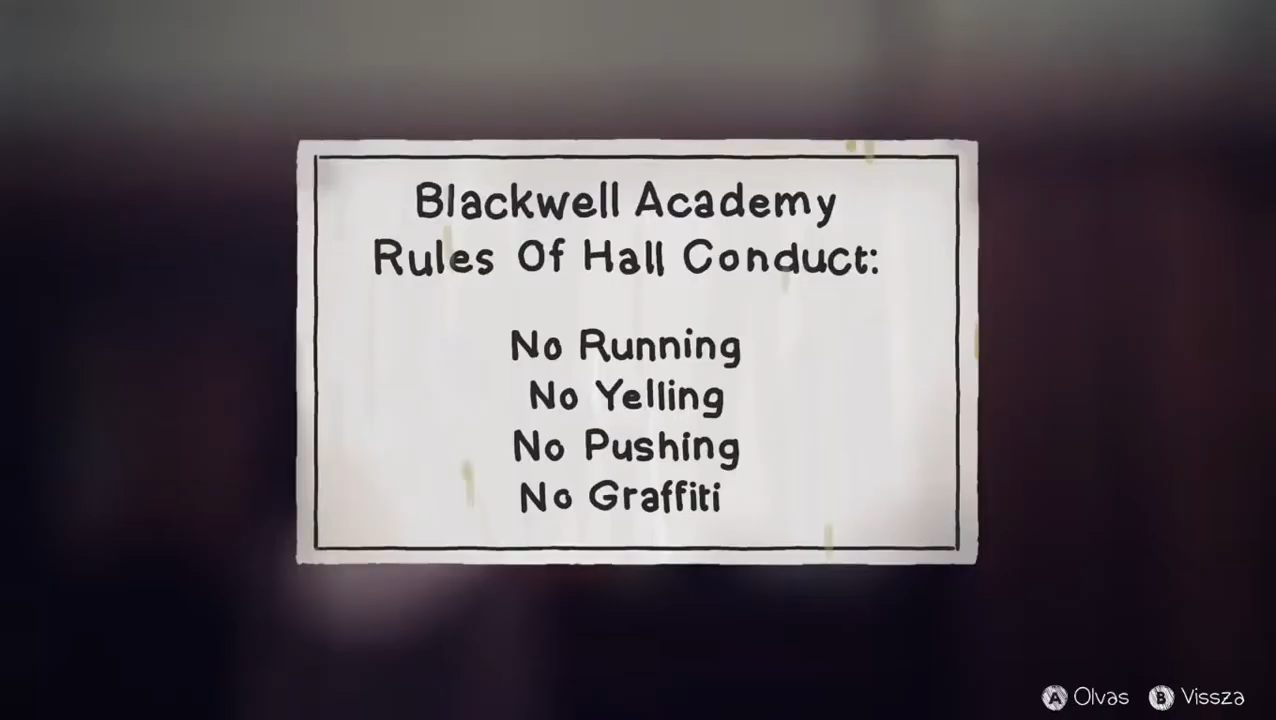 Blackwell Academy
Rules Of Hall Conduct:
No Running
No Yelling
No Pushing
No Graffiti
A Olvas B Vissza